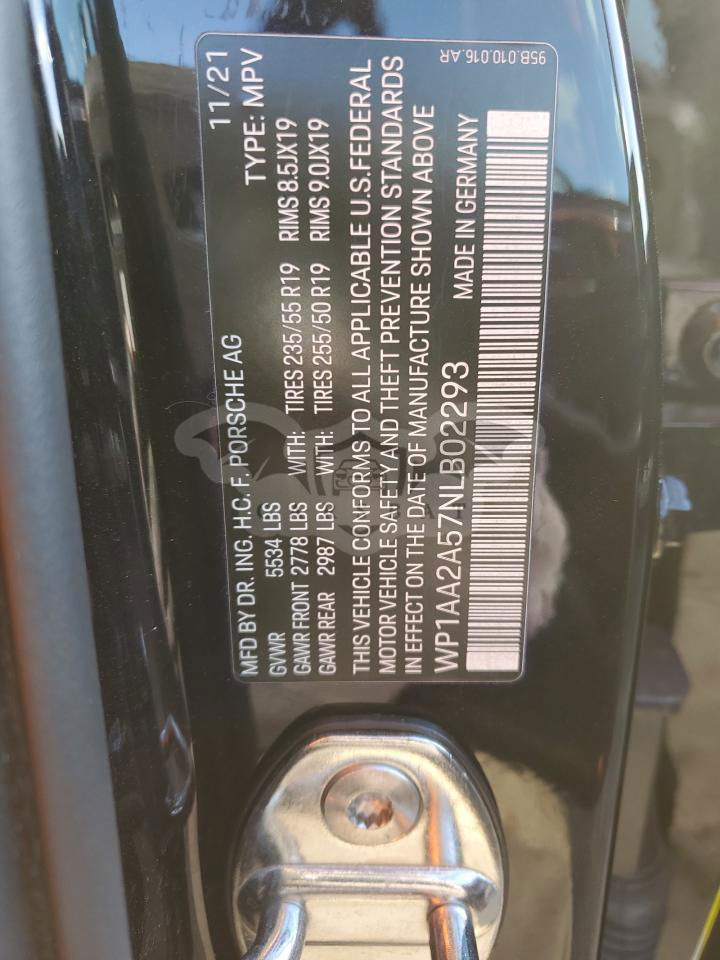 MFD BY DR. ING. H.C. F. PORSCHE AG 11/21
GVWR 5534 LBS TYPE: MPV
GAWR FRONT 2778 LBS WITH: TIRES 235/55 R19 RIMS 8.5JX19
GAWR REAR 2987 LBS WITH: TIRES 255/50 R19 RIMS 9.0JX19
THIS VEHICLE CONFORMS TO ALL APPLICABLE U.S. FEDERAL
MOTOR VEHICLE SAFETY AND THEFT PREVENTION STANDARDS
IN EFFECT ON THE DATE OF MANUFACTURE SHOWN ABOVE
WP1AA2A57NLB02293 MADE IN GERMANY
95B.010.016.AR